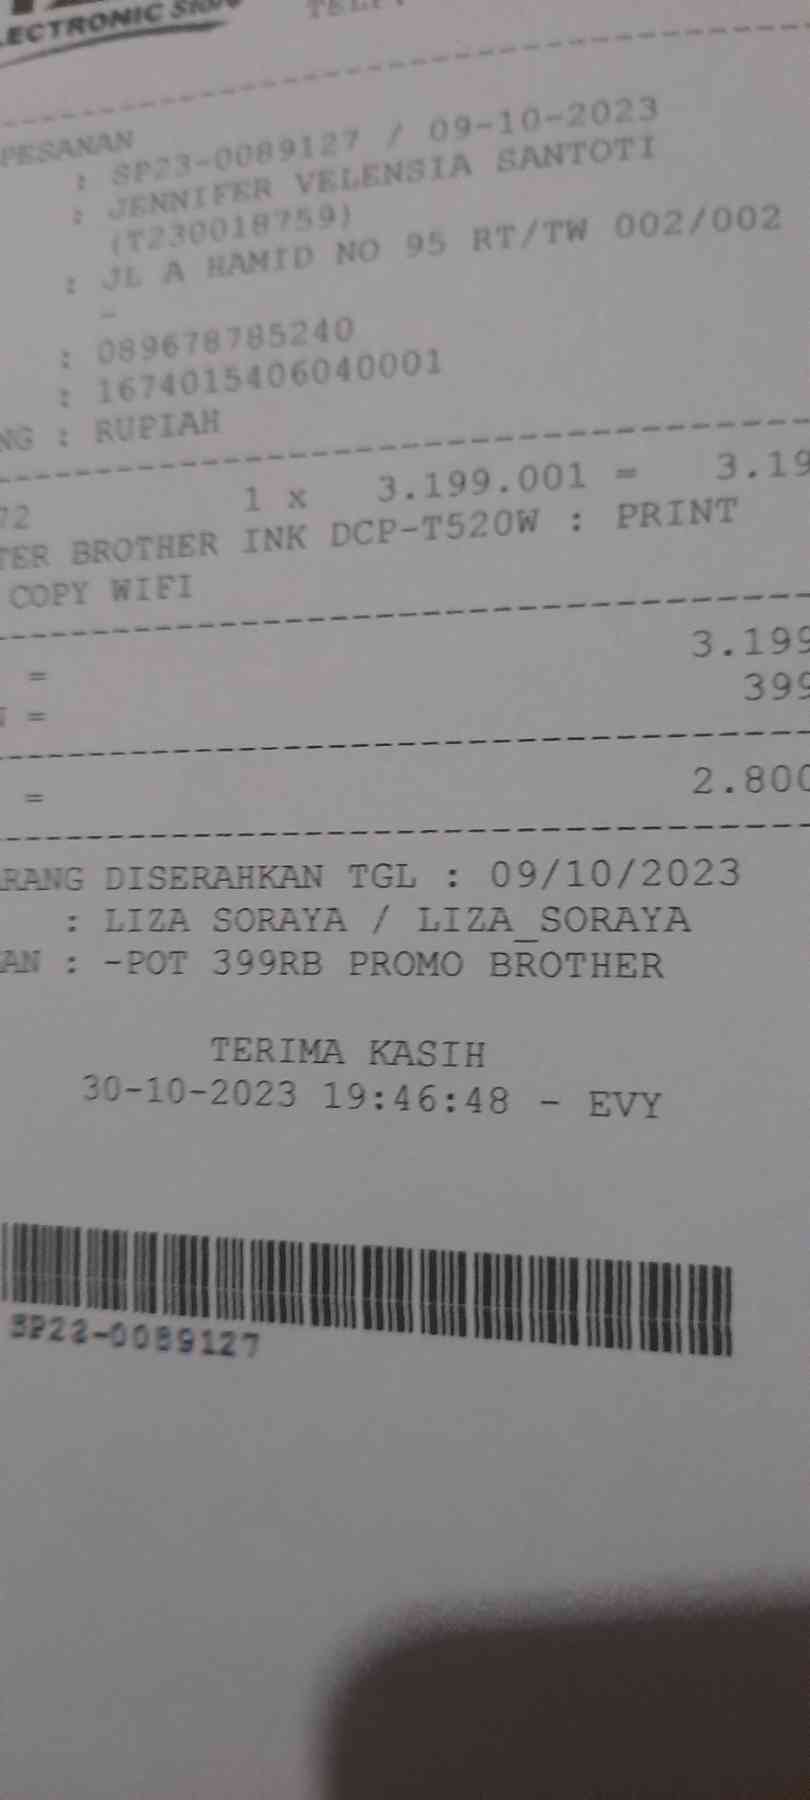 ELECTRONIC
PESANAN
: SP23-0089127 / 09-10-2023
: JENNIFER VELENSIA SANTOTI
(T230018759)
: JL A HAMID NO 95 RT/TW 002/002
-
: 089678785240
: 1674015406040001
NG : RUPIAH
72 1 x 3.199.001 = 3.19
TER BROTHER INK DCP-T520W : PRINT
COPY WIFI
= 3.199
N = 399
= 2.800
ARANG DISERAHKAN TGL : 09/10/2023
: LIZA SORAYA / LIZA_SORAYA
AN : -POT 399RB PROMO BROTHER
TERIMA KASIH
30-10-2023 19:46:48 - EVY
SP23-0089127